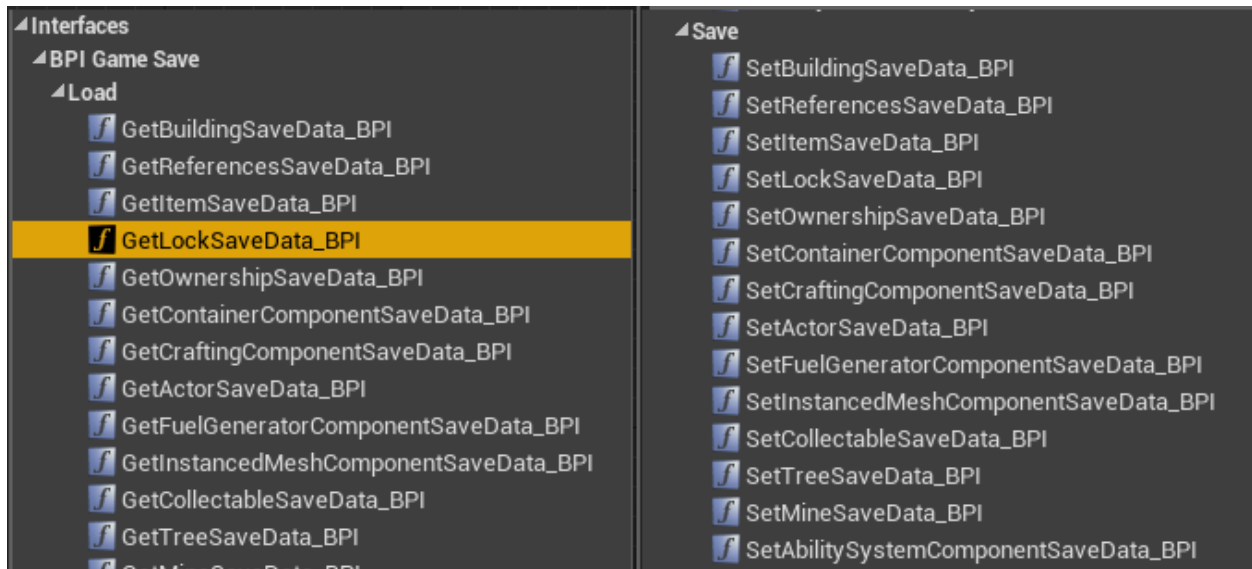 Interfaces
BPI Game Save
Load
GetBuildingSaveData_BPI
GetReferencesSaveData_BPI
GetItemSaveData_BPI
GetLockSaveData_BPI
GetOwnershipSaveData_BPI
GetContainerComponentSaveData_BPI
GetCraftingComponentSaveData_BPI
GetActorSaveData_BPI
GetFuelGeneratorComponentSaveData_BPI
GetInstancedMeshComponentSaveData_BPI
GetCollectableSaveData_BPI
GetTreeSaveData_BPI
Save
SetBuildingSaveData_BPI
SetReferencesSaveData_BPI
SetItemSaveData_BPI
SetLockSaveData_BPI
SetOwnershipSaveData_BPI
SetContainerComponentSaveData_BPI
SetCraftingComponentSaveData_BPI
SetActorSaveData_BPI
SetFuelGeneratorComponentSaveData_BPI
SetInstancedMeshComponentSaveData_BPI
SetCollectableSaveData_BPI
SetTreeSaveData_BPI
SetMineSaveData_BPI
SetAbilitySystemComponentSaveData_BPI